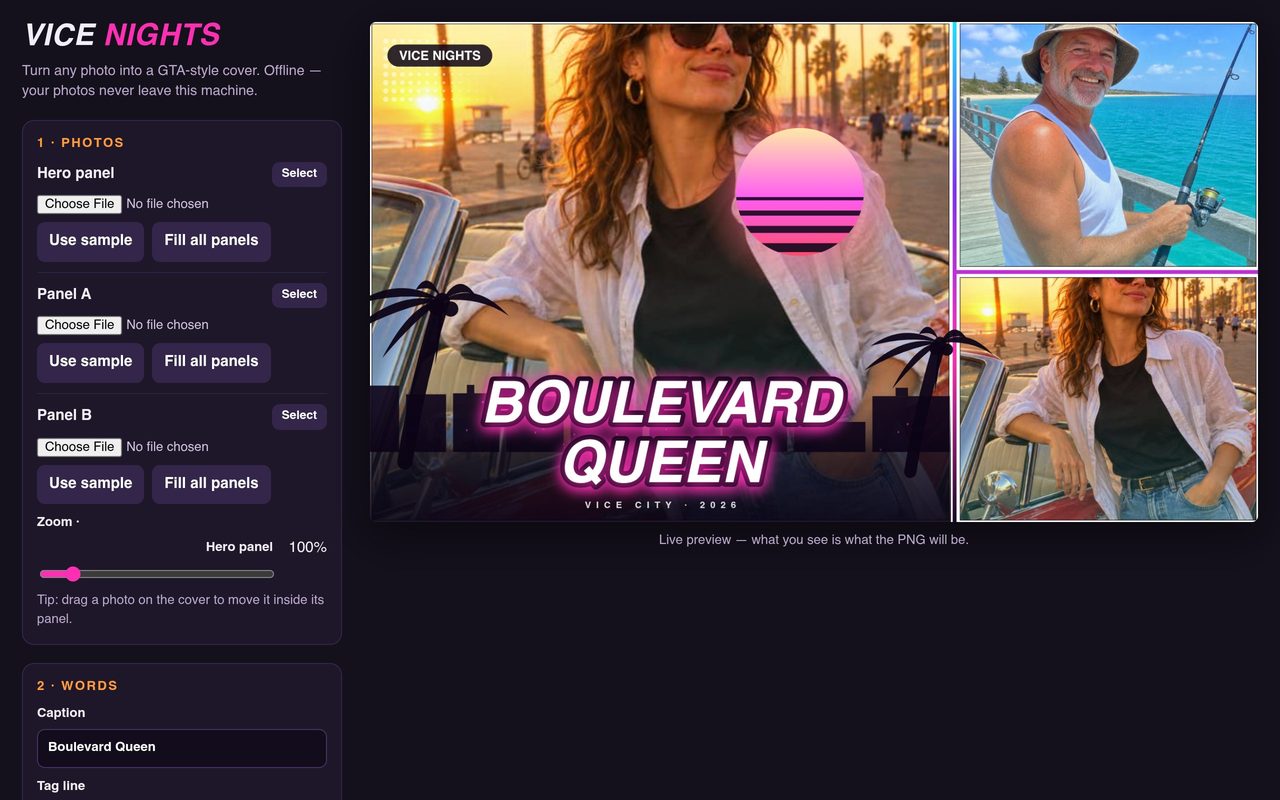 VICE NIGHTS
Turn any photo into a GTA-style cover. Offline —
your photos never leave this machine.
1 · PHOTOS
Hero panel
Select
Choose File No file chosen
Use sample
Fill all panels
Panel A
Select
Choose File No file chosen
Use sample
Fill all panels
Panel B
Select
Choose File No file chosen
Use sample
Fill all panels
Zoom ·
Hero panel 100%
Tip: drag a photo on the cover to move it inside its
panel.
2 · WORDS
Caption
Boulevard Queen
Tag line
VICE NIGHTS
BOULEVARD
QUEEN
VICE CITY · 2026
Live preview — what you see is what the PNG will be.